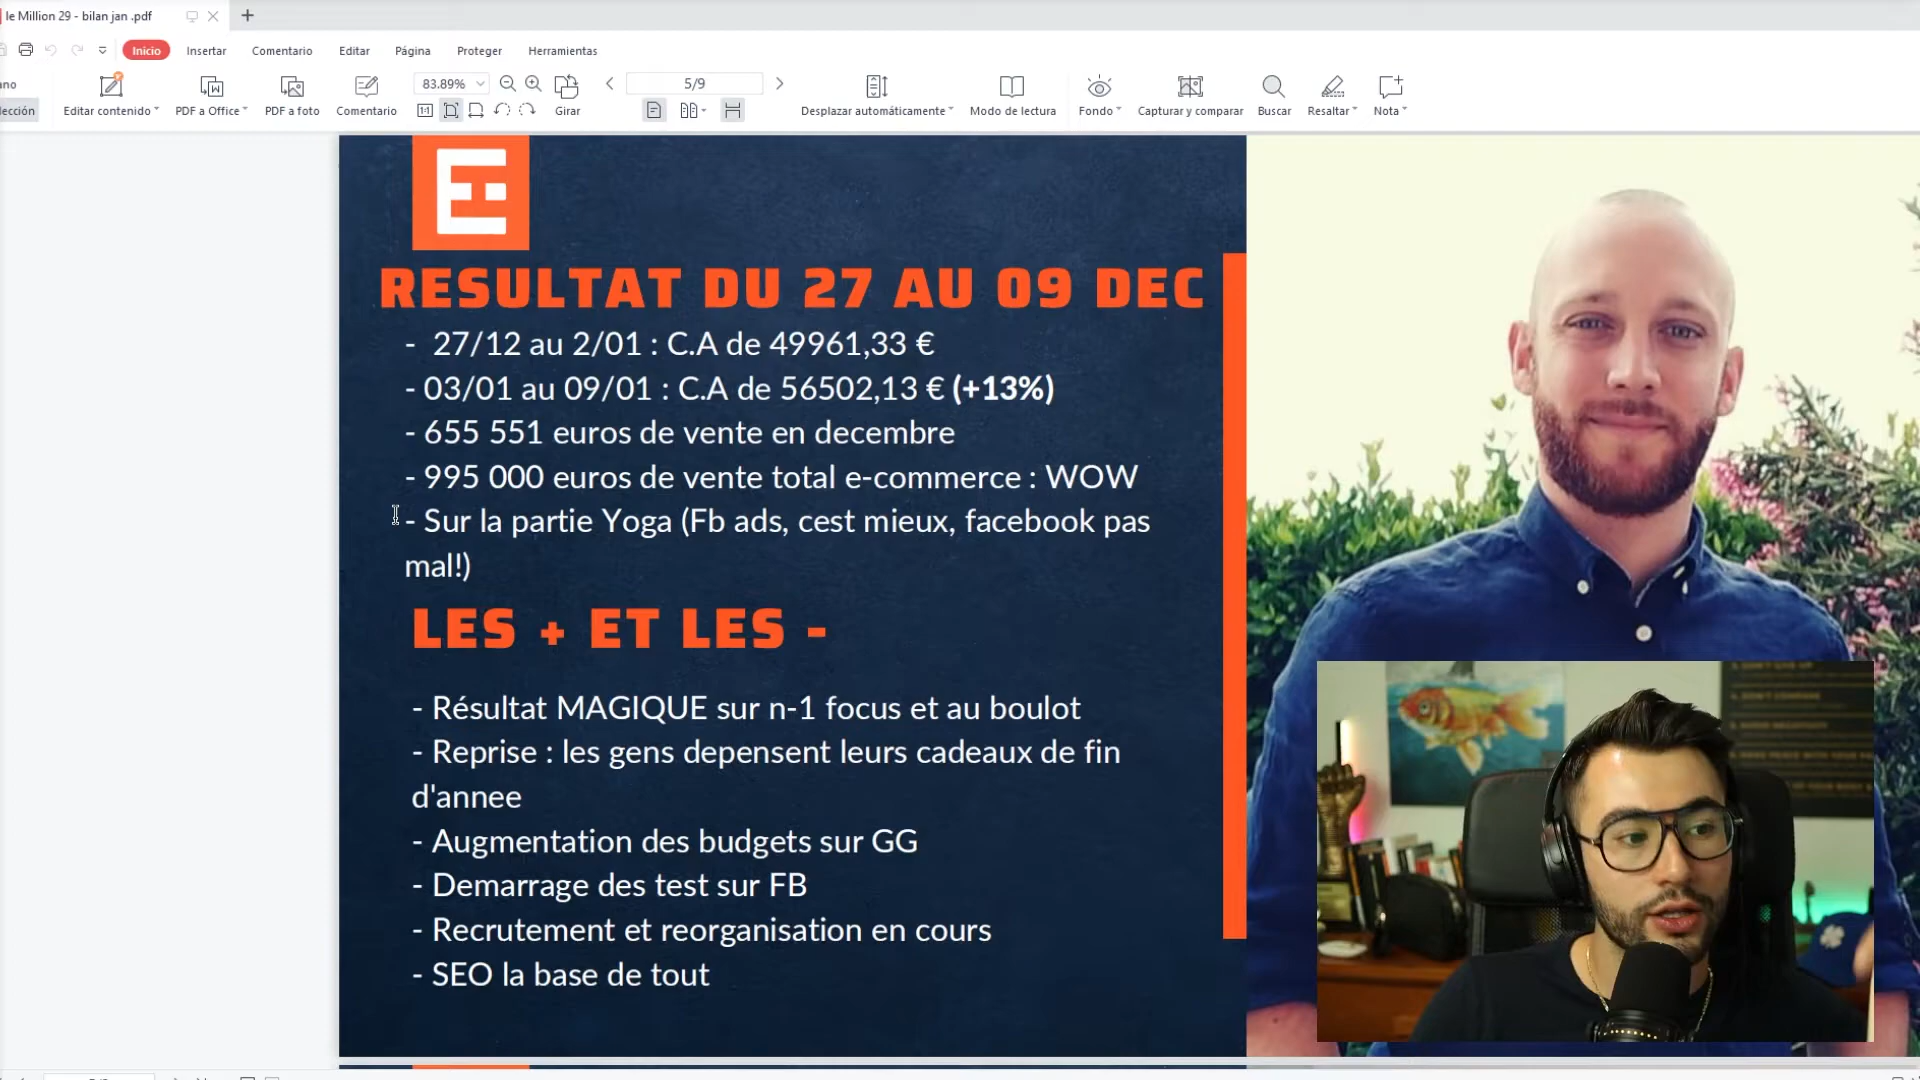 le Million 29 - bilan jan .pdf
Inicio
Insertar
Comentario
Editar
Página
Proteger
Herramientas
ano
83.89%
5/9
lección
Editar contenido
PDF a Office
PDF a foto
Comentario
Girar
Desplazar automáticamente
Modo de lectura
Fondo
Capturar y comparar
Buscar
Resaltar
Nota
RESULTAT DU 27 AU 09 DEC
- 27/12 au 2/01 : C.A de 49961,33 €
- 03/01 au 09/01 : C.A de 56502,13 € (+13%)
- 655 551 euros de vente en decembre
- 995 000 euros de vente total e-commerce : WOW
- Sur la partie Yoga (Fb ads, cest mieux, facebook pas
mal!)
LES + ET LES -
- Résultat MAGIQUE sur n-1 focus et au boulot
- Reprise : les gens depensent leurs cadeaux de fin
d'annee
- Augmentation des budgets sur GG
- Demarrage des test sur FB
- Recrutement et reorganisation en cours
- SEO la base de tout